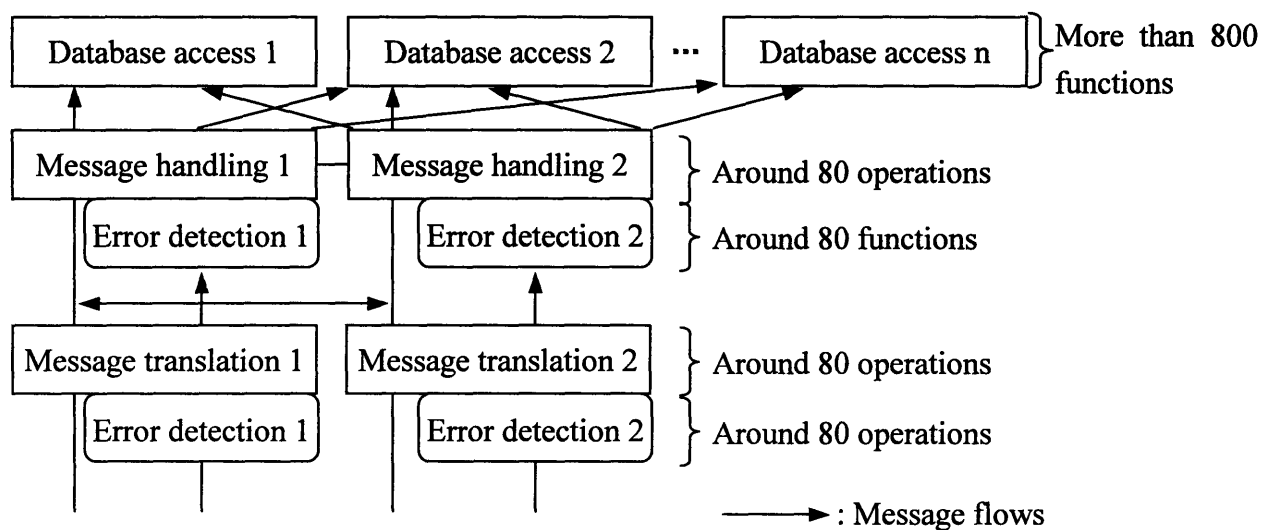 Database access 1 Database access 2 ... Database access n More than 800
functions
Message handling 1 Message handling 2 Around 80 operations
Error detection 1 Error detection 2 Around 80 functions
Message translation 1 Message translation 2 Around 80 operations
Error detection 1 Error detection 2 Around 80 operations
: Message flows